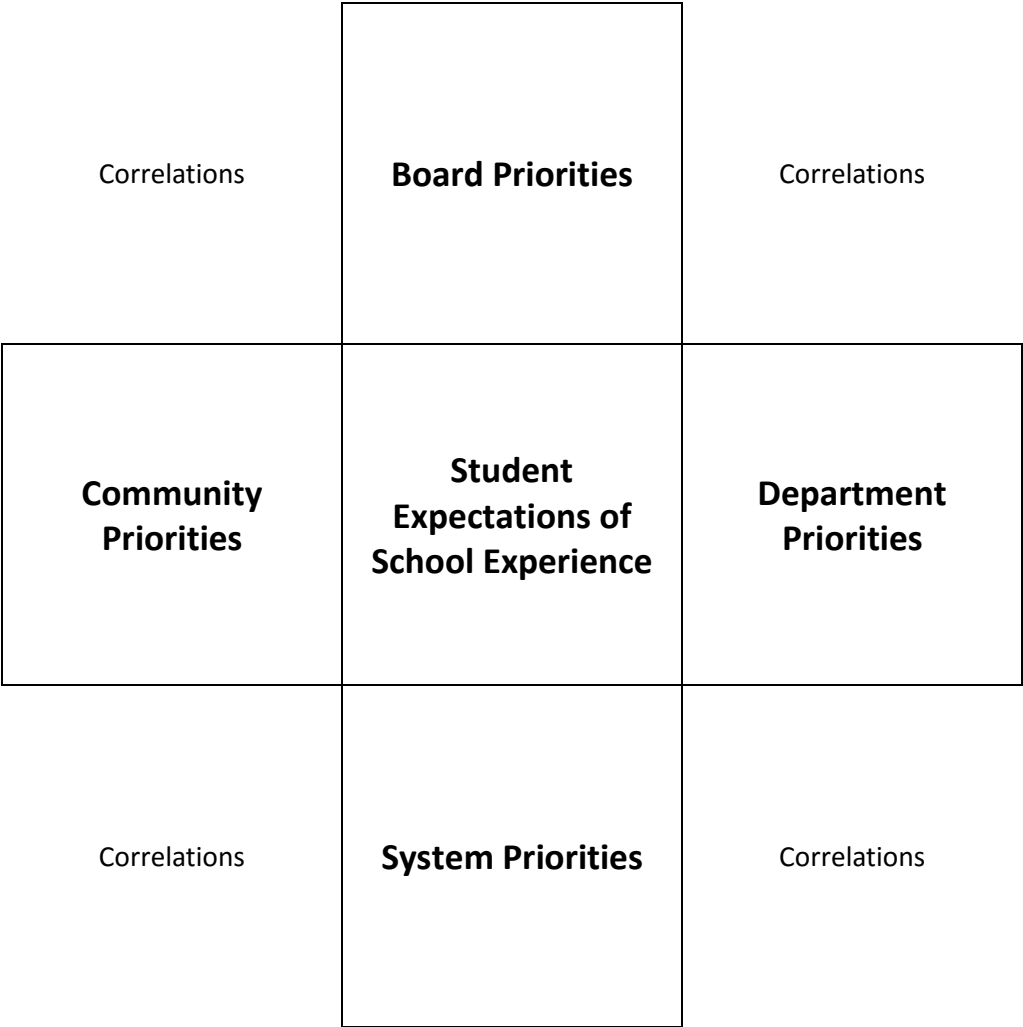 Correlations
Board Priorities
Correlations
Community
Priorities
Student
Expectations of
School Experience
Department
Priorities
Correlations
System Priorities
Correlations